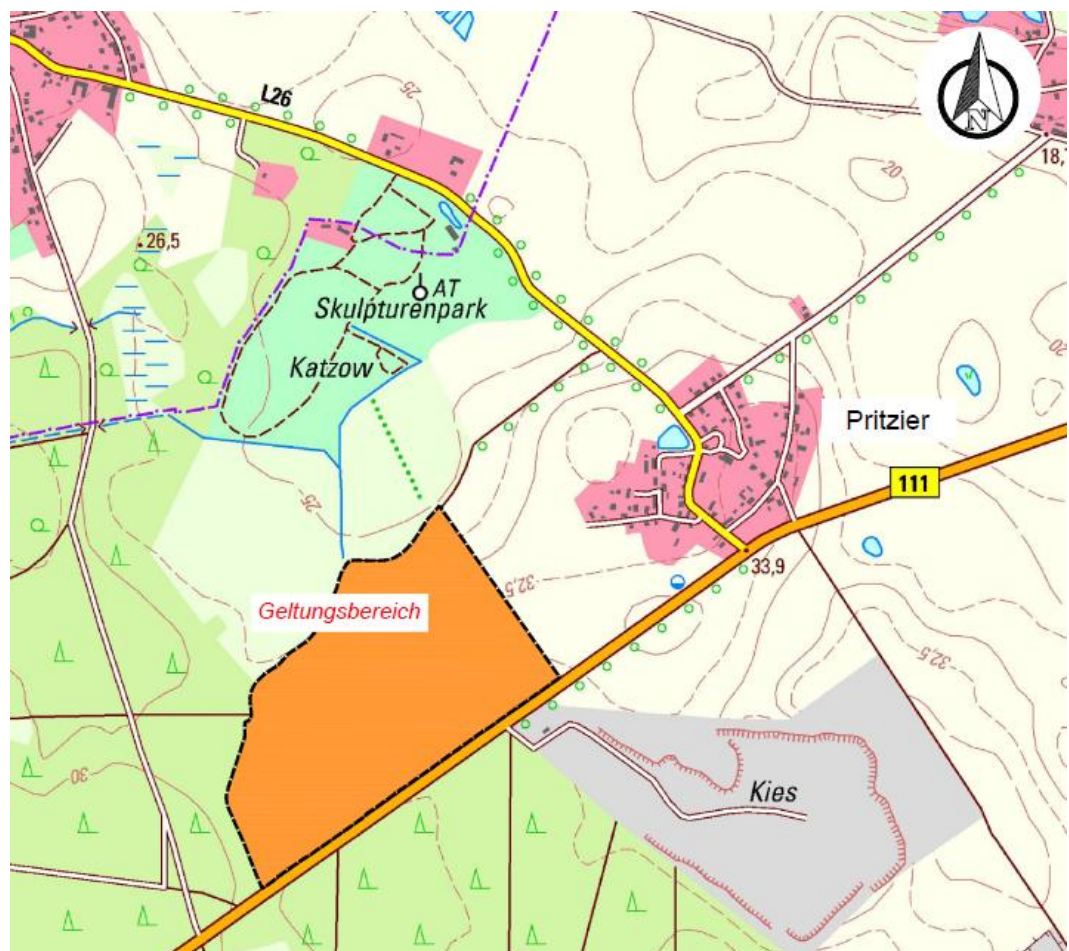 L26
25
N
18,
20
26,5
AT
Skulpturenpark
Katzow
20
Pritzier
111
25
32,5
33,9
Geltungsbereich
32,5
30
Kies